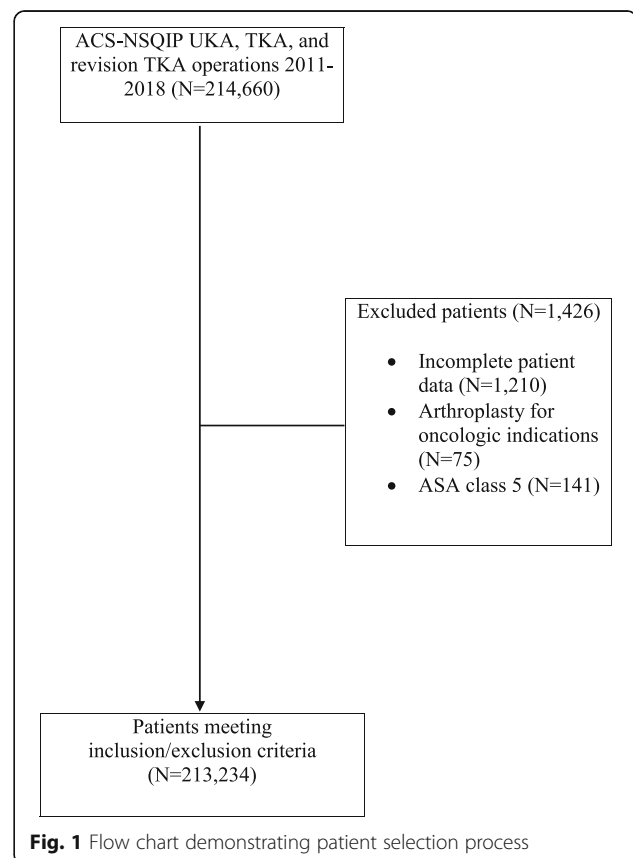 ACS-NSQIP UKA, TKA, and
revision TKA operations 2011-
2018 (N=214,660)
Excluded patients (N=1,426)
• Incomplete patient
data (N=1,210)
• Arthroplasty for
oncologic indications
(N=75)
• ASA class 5 (N=141)
Patients meeting
inclusion/exclusion criteria
(N=213,234)
Fig. 1 Flow chart demonstrating patient selection process